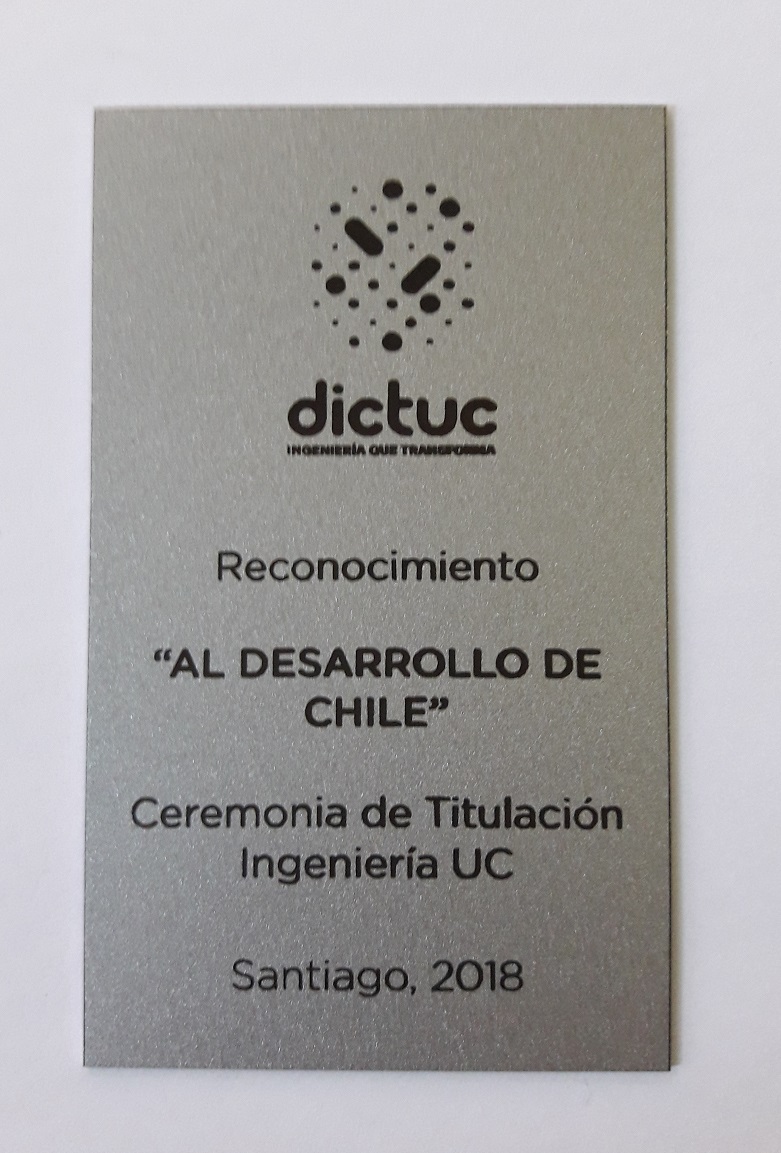 dictuc
INGENIERÍA QUE TRANSFORMA
Reconocimiento
“AL DESARROLLO DE
CHILE”
Ceremonia de Titulación
Ingeniería UC
Santiago, 2018